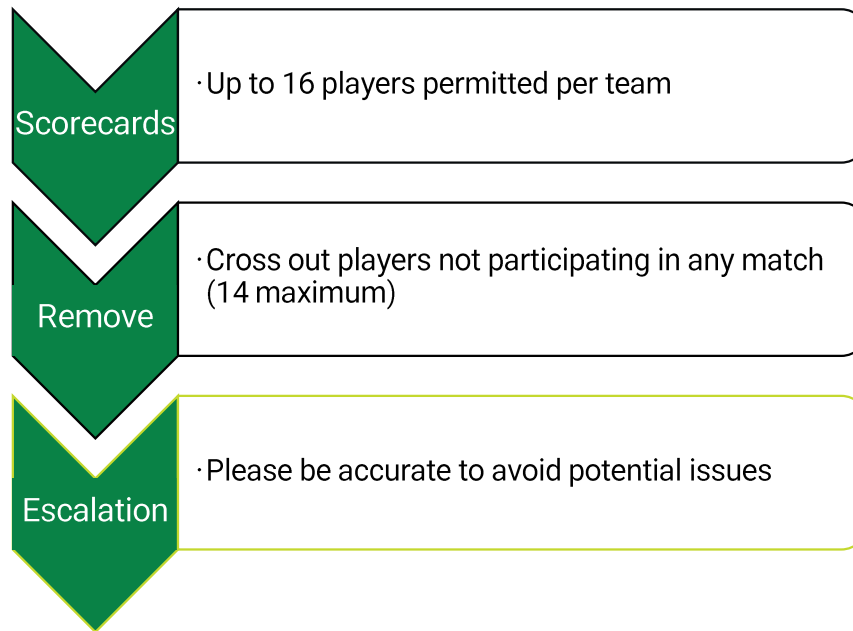 Scorecards
· Up to 16 players permitted per team
Remove
· Cross out players not participating in any match
(14 maximum)
Escalation
· Please be accurate to avoid potential issues